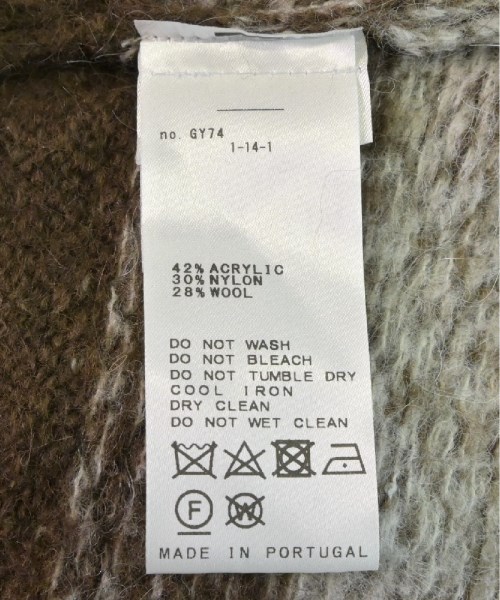 no. GY74
1-14-1
42% ACRYLIC
30% NYLON
28% WOOL
DO NOT WASH
DO NOT BLEACH
DO NOT TUMBLE DRY
COOL IRON
DRY CLEAN
DO NOT WET CLEAN
F W
MADE IN PORTUGAL